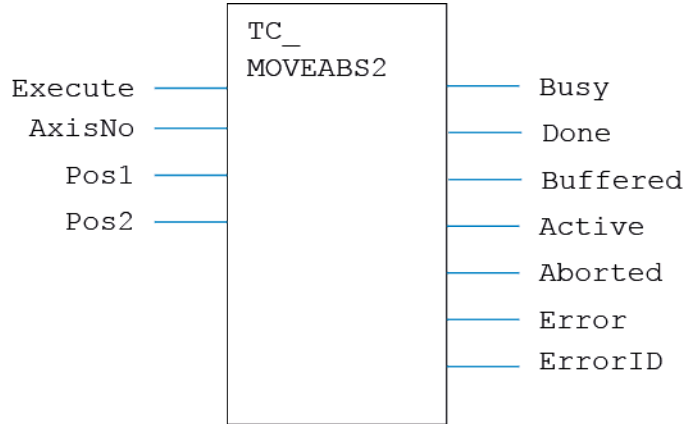 TC_
MOVEABS2
Execute
AxisNo
Pos1
Pos2
Busy
Done
Buffered
Active
Aborted
Error
ErrorID